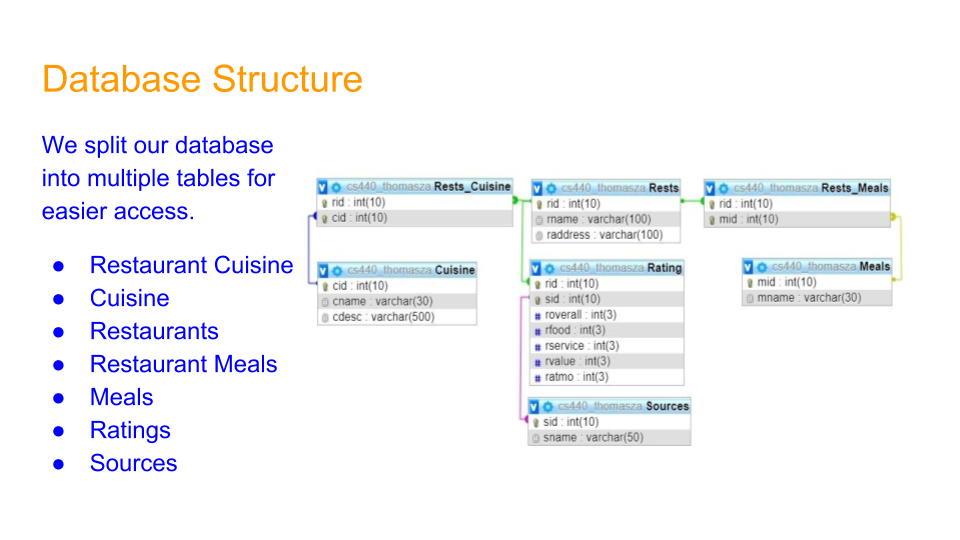 Database Structure
We split our database
into multiple tables for
easier access.
● Restaurant Cuisine
● Cuisine
● Restaurants
● Restaurant Meals
● Meals
● Ratings
● Sources
cs440_thomasza Rests_Cuisine
rid : int(10)
cid : int(10)
cs440_thomasza Cuisine
cid : int(10)
cname : varchar(30)
cdesc : varchar(500)
cs440_thomasza Rests
rid : int(10)
rname : varchar(100)
raddress : varchar(100)
cs440_thomasza Rating
rid : int(10)
sid : int(10)
# roverall : int(3)
# rfood : int(3)
# rservice : int(3)
# rvalue : int(3)
# ratmo : int(3)
cs440_thomasza Sources
sid : int(10)
sname : varchar(50)
cs440_thomasza Rests_Meals
rid : int(10)
mid : int(10)
cs440_thomasza Meals
mid : int(10)
mname : varchar(30)